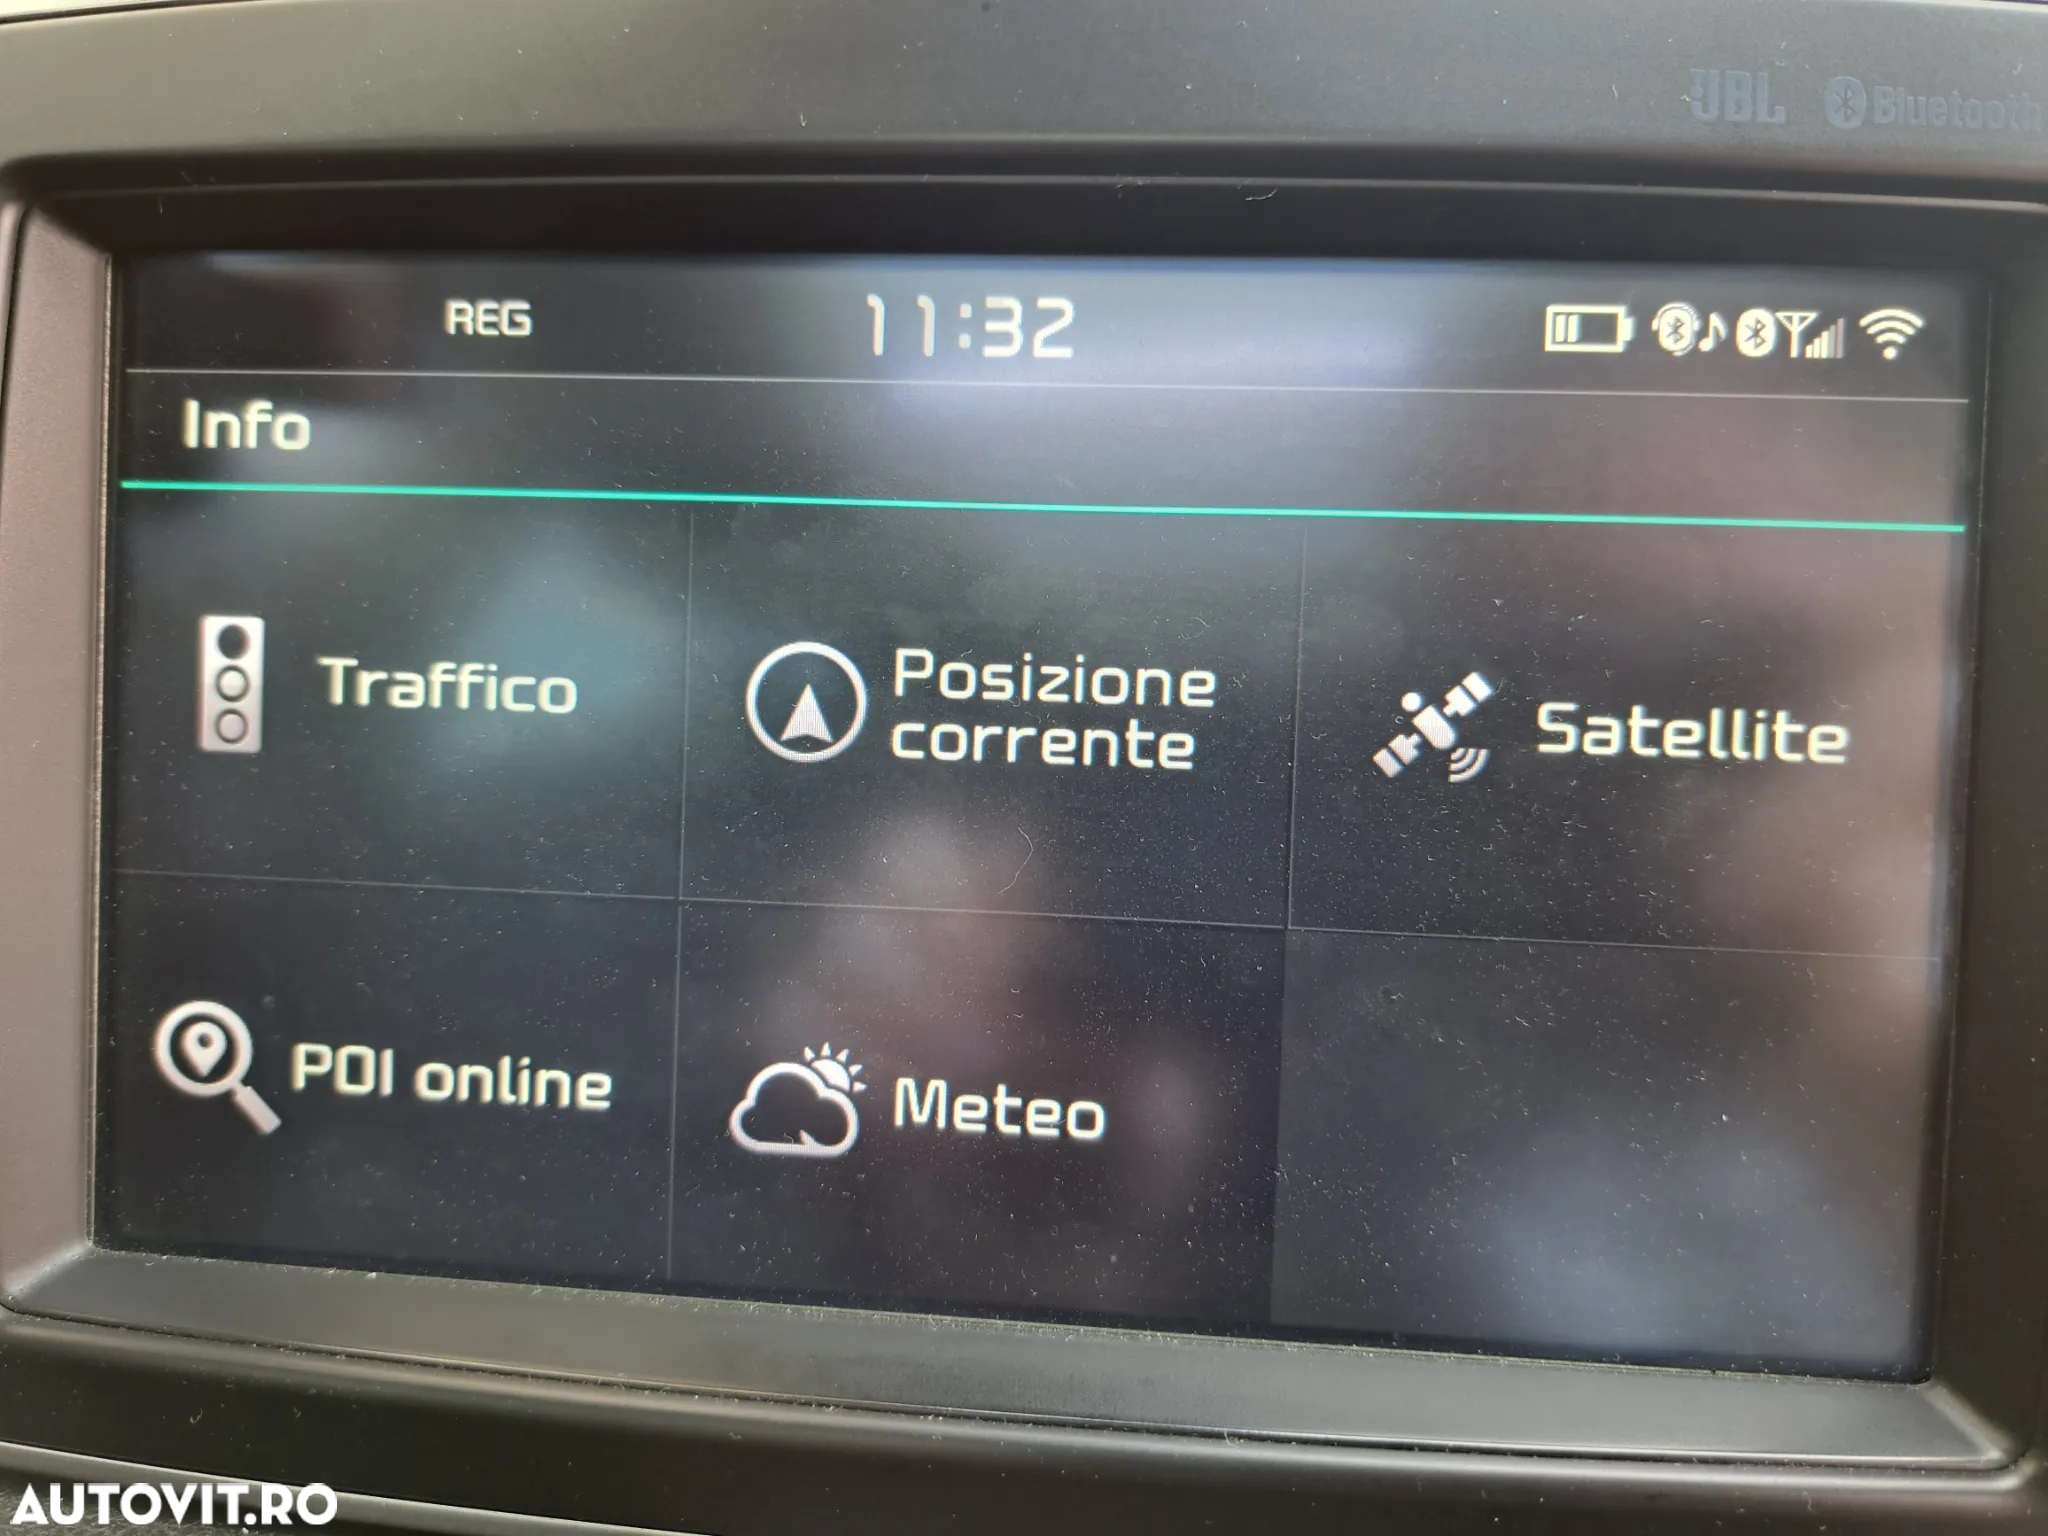 JBL Bluetooth
REG 11:32
Info
Traffico
Posizione
corrente
Satellite
POI online
Meteo
AUTOVIT.RO